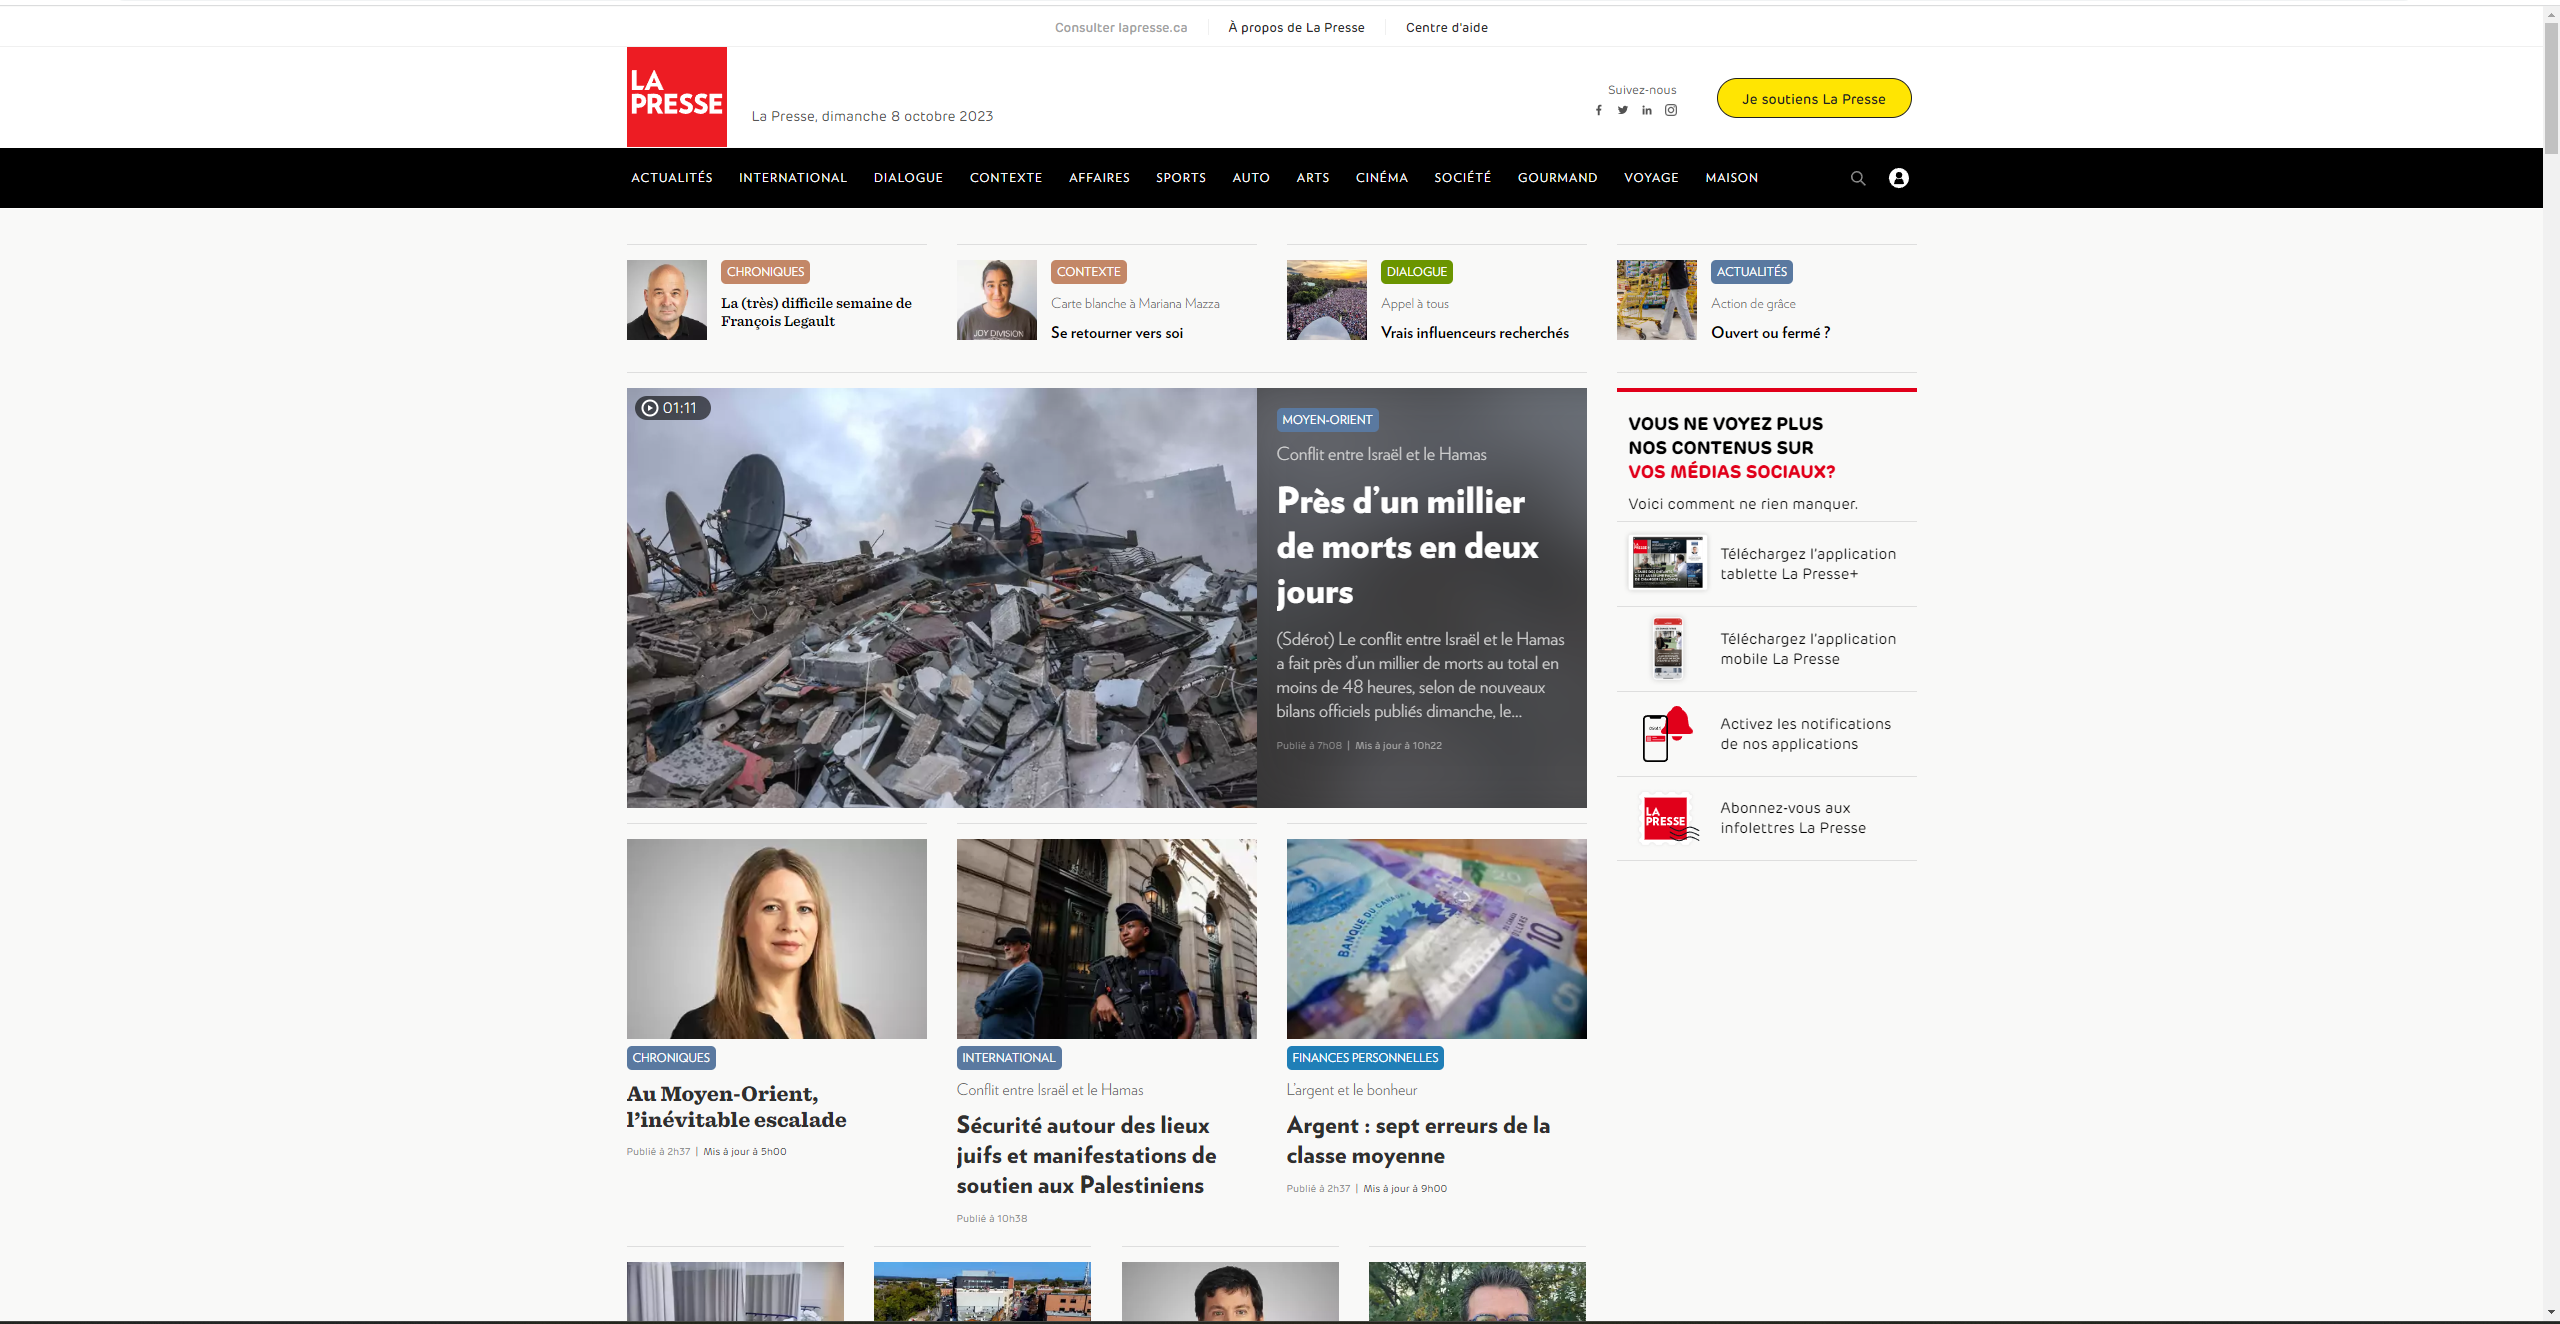 Consulter lapresse.ca
À propos de La Presse
Centre d'aide
LA
PRESSE
La Presse, dimanche 8 octobre 2023
Suivez-nous
Je soutiens La Presse
ACTUALITÉS INTERNATIONAL DIALOGUE CONTEXTE AFFAIRES SPORTS AUTO ARTS CINÉMA SOCIÉTÉ GOURMAND VOYAGE MAISON
CHRONIQUES
La (très) difficile semaine de
François Legault
JOY DIVISION
CONTEXTE
Carte blanche à Mariana Mazza
Se retourner vers soi
DIALOGUE
Appel à tous
Vrais influenceurs recherchés
ACTUALITÉS
Action de grâce
Ouvert ou fermé ?
01:11
MOYEN-ORIENT
Conflit entre Israël et le Hamas
Près d’un millier
de morts en deux
jours
(Sdérot) Le conflit entre Israël et le Hamas
a fait près d’un millier de morts au total en
moins de 48 heures, selon de nouveaux
bilans officiels publiés dimanche, le...
Publié à 7h08 | Mis à jour à 10h22
VOUS NE VOYEZ PLUS
NOS CONTENUS SUR
VOS MÉDIAS SOCIAUX?
Voici comment ne rien manquer.
Téléchargez l’application
tablette La Presse+
Téléchargez l’application
mobile La Presse
Activez les notifications
de nos applications
LA
PRESSE
Abonnez-vous aux
infolettres La Presse
CHRONIQUES
Au Moyen-Orient,
l’inévitable escalade
Publié à 2h37 | Mis à jour à 5h00
INTERNATIONAL
Conflit entre Israël et le Hamas
Sécurité autour des lieux
juifs et manifestations de
soutien aux Palestiniens
Publié à 10h38
BANQUE DU CANADA
20
10
5
FINANCES PERSONNELLES
L’argent et le bonheur
Argent : sept erreurs de la
classe moyenne
Publié à 2h37 | Mis à jour à 9h00